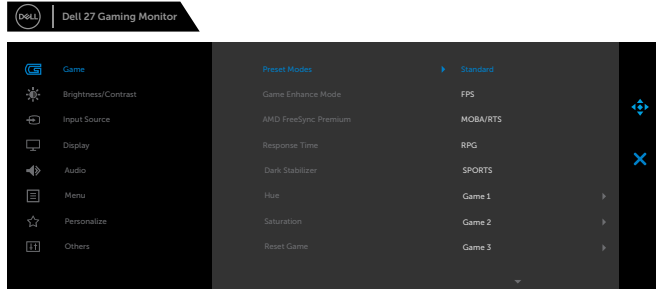 DELL Dell 27 Gaming Monitor
Game Preset Modes Standard
Brightness/Contrast Game Enhance Mode FPS
Input Source AMD FreeSync Premium MOBA/RTS
Display Response Time RPG
Audio Dark Stabilizer SPORTS
Menu Hue Game 1
Personalize Saturation Game 2
Others Reset Game Game 3